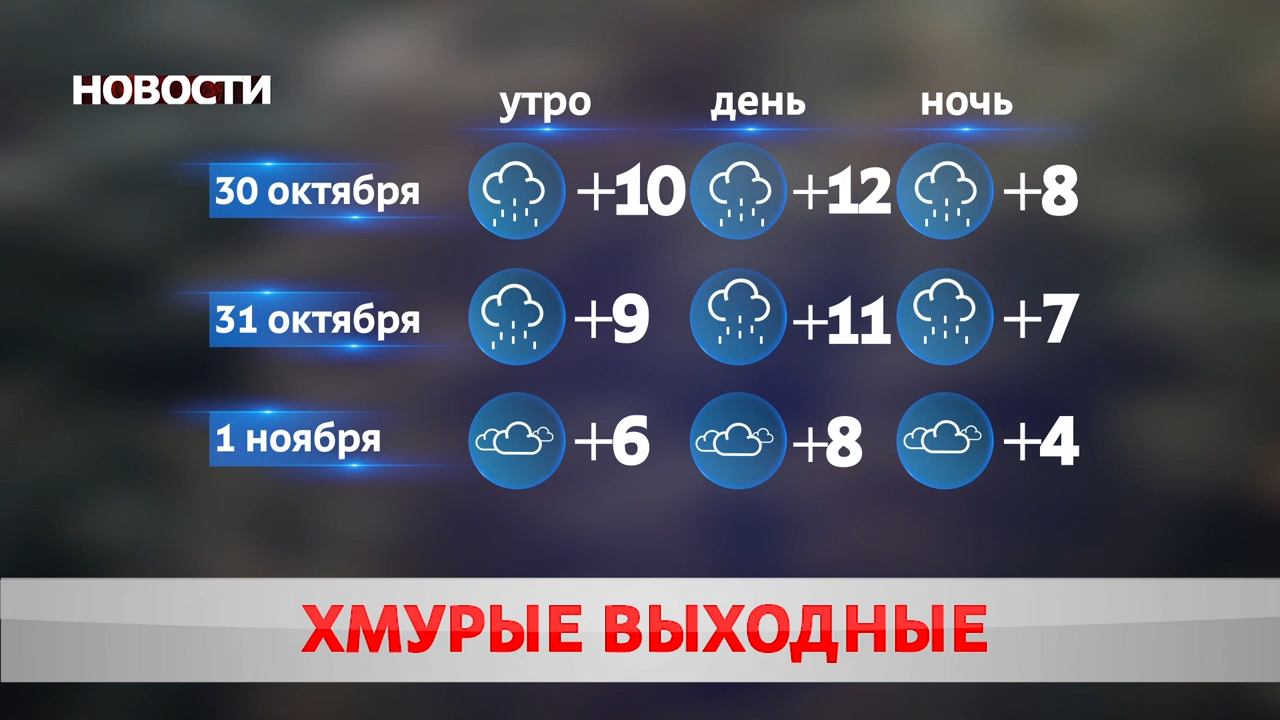 НОВОСТИ
утро день ночь
30 октября +10 +12 +8
31 октября +9 +11 +7
1 ноября +6 +8 +4
ХМУРЫЕ ВЫХОДНЫЕ